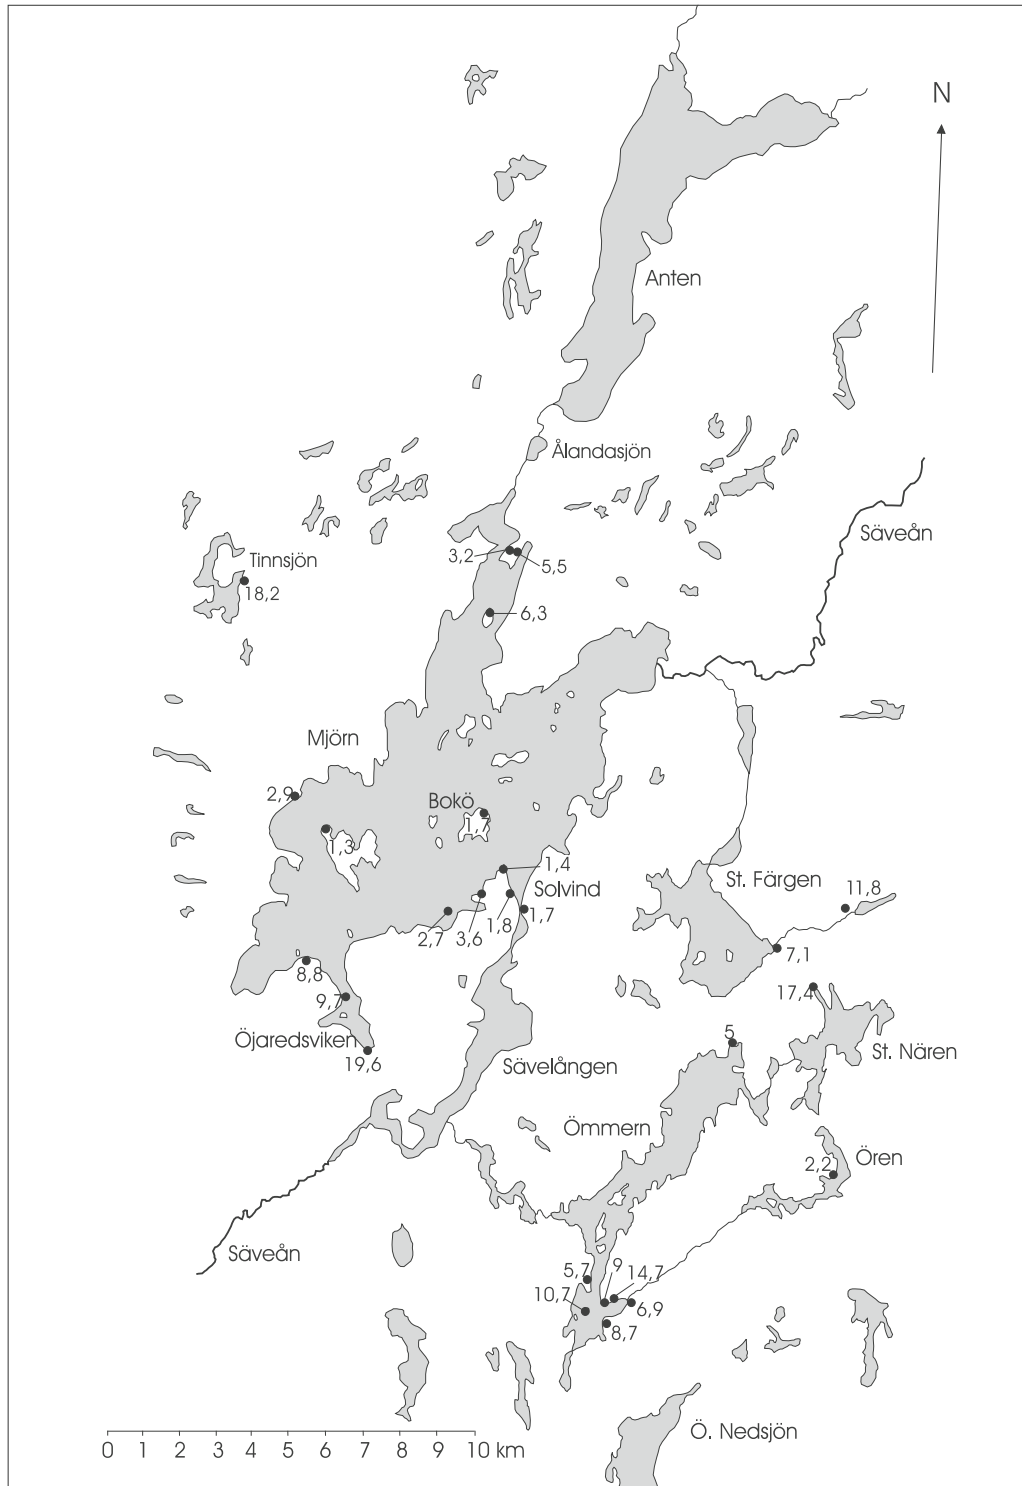 N
Anten
Ålandasjön
Säveån
3,2
5,5
Tinnsjön
18,2
6,3
Mjörn
2,9
Bokö
1,7
1,3
1,4
St. Färgen
Solvind
11,8
2,7
3,6
1,8
1,7
7,1
8,8
17,4
9,7
Öjaredsviken
5
St. Nären
19,6
Sävelången
Ömmern
Ören
2,2
Säveån
5,7
9
14,7
10,7
6,9
8,7
Ö. Nedsjön
0 1 2 3 4 5 6 7 8 9 10 km